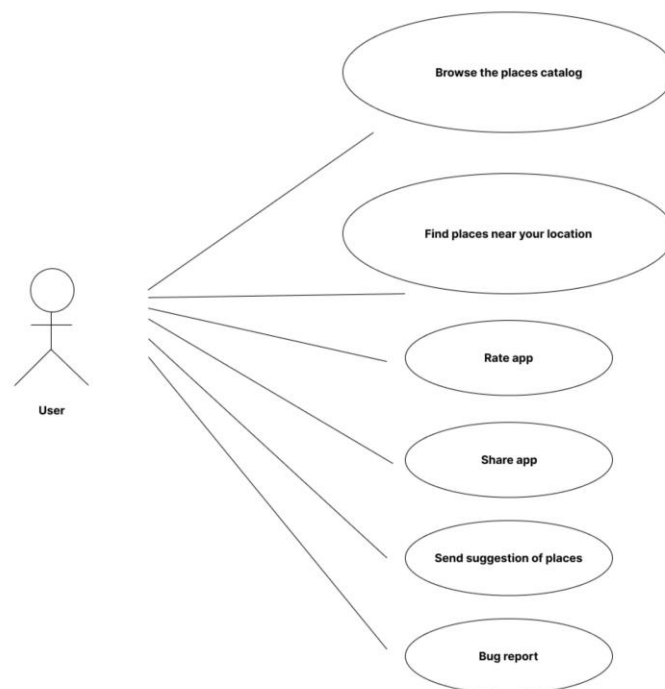 Browse the places catalog
Find places near your location
Rate app
User
Share app
Send suggestion of places
Bug report